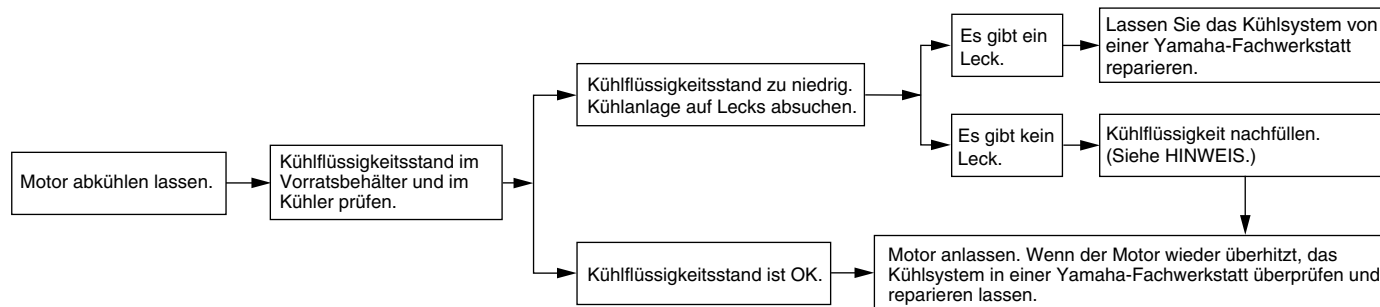 Motor abkühlen lassen.
Kühlflüssigkeitsstand im
Vorratsbehälter und im
Kühler prüfen.
Kühlflüssigkeitsstand zu niedrig.
Kühlanlage auf Lecks absuchen.
Es gibt ein
Leck.
Lassen Sie das Kühlsystem von
einer Yamaha-Fachwerkstatt
reparieren.
Es gibt kein
Leck.
Kühlflüssigkeit nachfüllen.
(Siehe HINWEIS.)
Kühlflüssigkeitsstand ist OK.
Motor anlassen. Wenn der Motor wieder überhitzt, das
Kühlsystem in einer Yamaha-Fachwerkstatt überprüfen und
reparieren lassen.